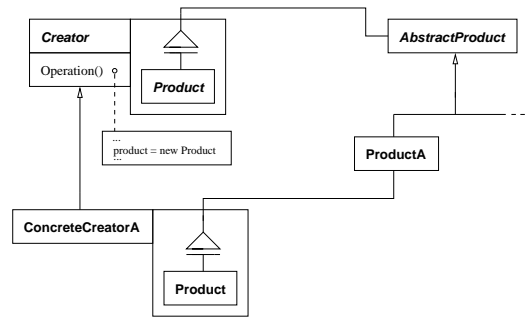 Creator
AbstractProduct
Operation()
Product
...
product = new Product
...
ProductA
ConcreteCreatorA
Product